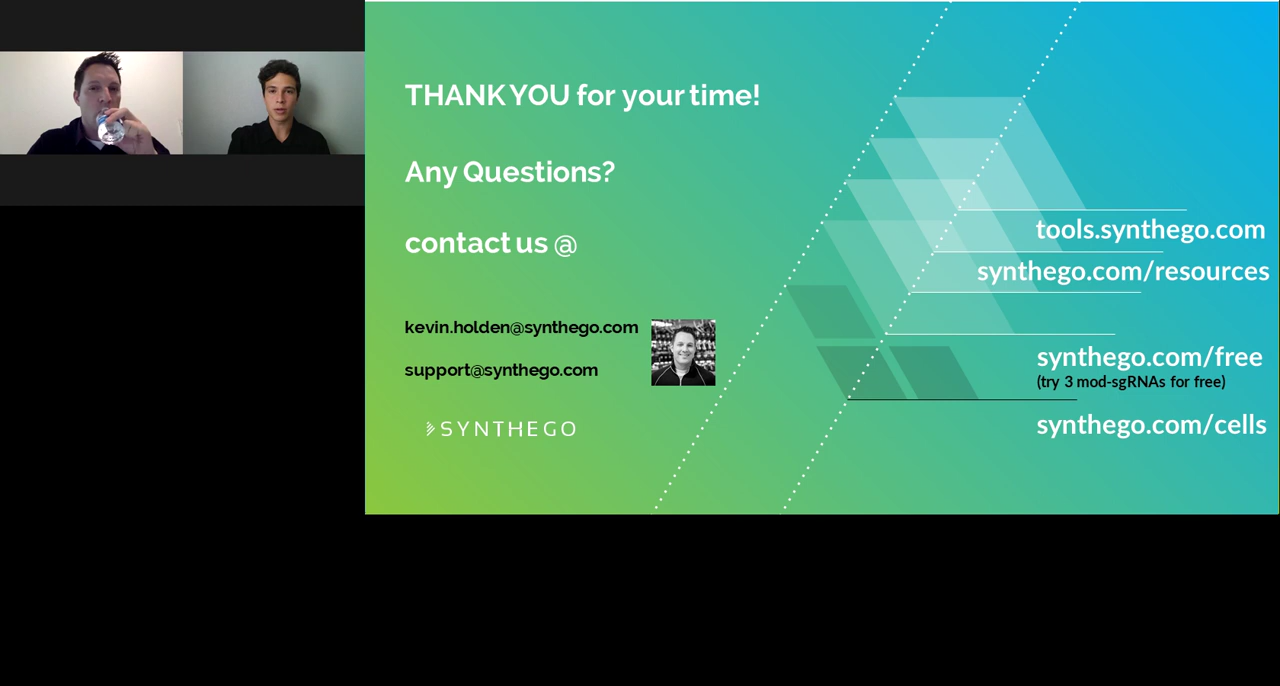 THANK YOU for your time!
Any Questions?
contact us @
kevin.holden@synthego.com
support@synthego.com
SYNTHEGO
tools.synthego.com
synthego.com/resources
synthego.com/free
(try 3 mod-sgRNAs for free)
synthego.com/cells